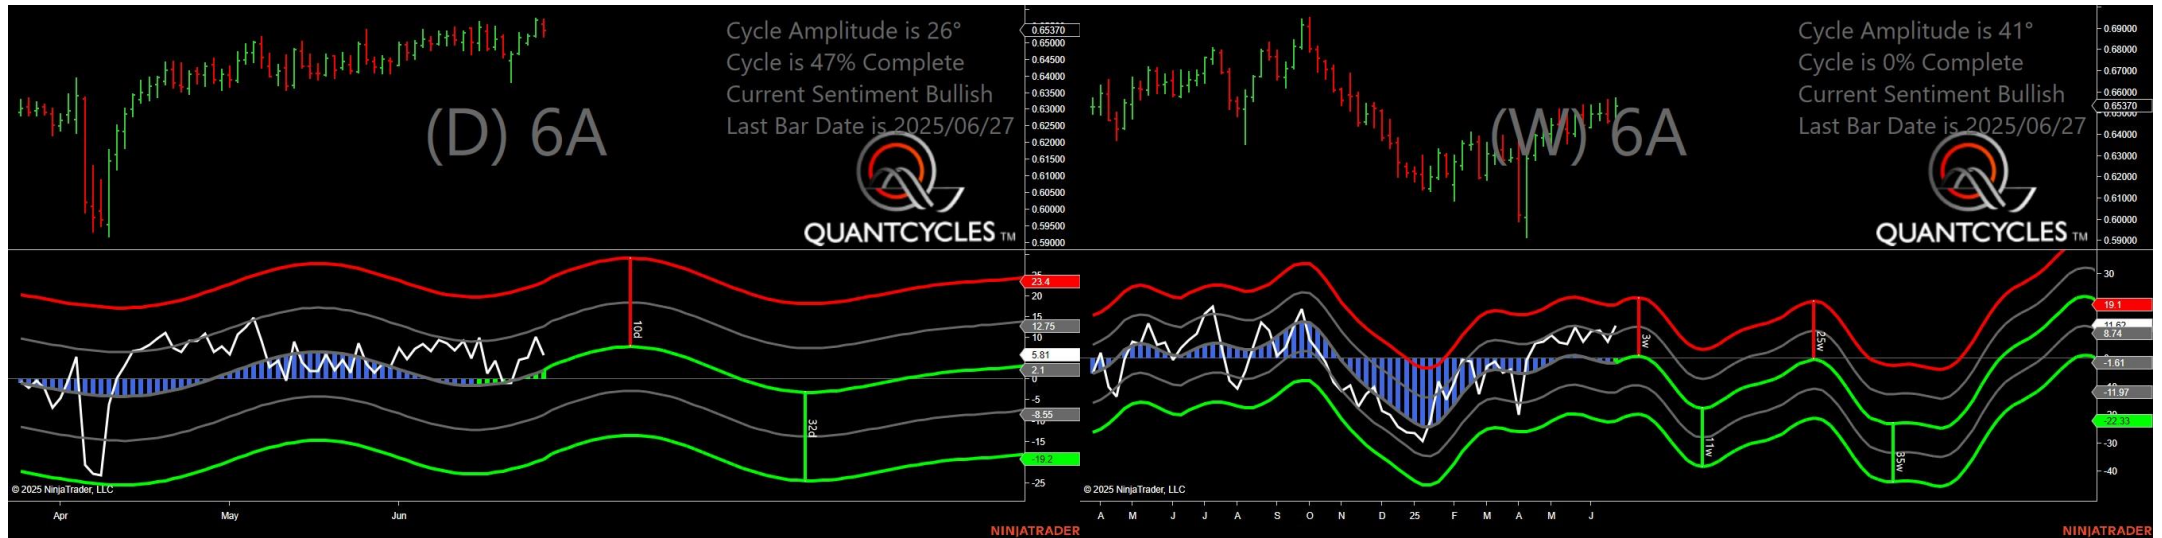 Cycle Amplitude is 26°
Cycle is 47% Complete
Current Sentiment Bullish
Last Bar Date is 2025/06/27
(D) 6A
QUANTCYCLES TM
0.65370
0.65000
0.64500
0.64000
0.63500
0.63000
0.62500
0.62000
0.61500
0.61000
0.60500
0.60000
0.59500
0.59000
25
23.4
20
15
12.75
10
5.81
2.1
0
-5
-8.55
-15
-19.2
-25
10d
32d
© 2025 NinjaTrader, LLC
Apr May Jun
NINJATRADER
Cycle Amplitude is 41°
Cycle is 0% Complete
Current Sentiment Bullish
Last Bar Date is 2025/06/27
(W) 6A
QUANTCYCLES TM
0.69000
0.68000
0.67000
0.66000
0.65370
0.65000
0.64000
0.63000
0.62000
0.61000
0.60000
0.59000
30
19.1
11.62
8.74
-1.61
-11.97
-22.33
-30
-40
3w
11w
25w
35w
© 2025 NinjaTrader, LLC
A M J J A S O N D 25 F M A M J
NINJATRADER